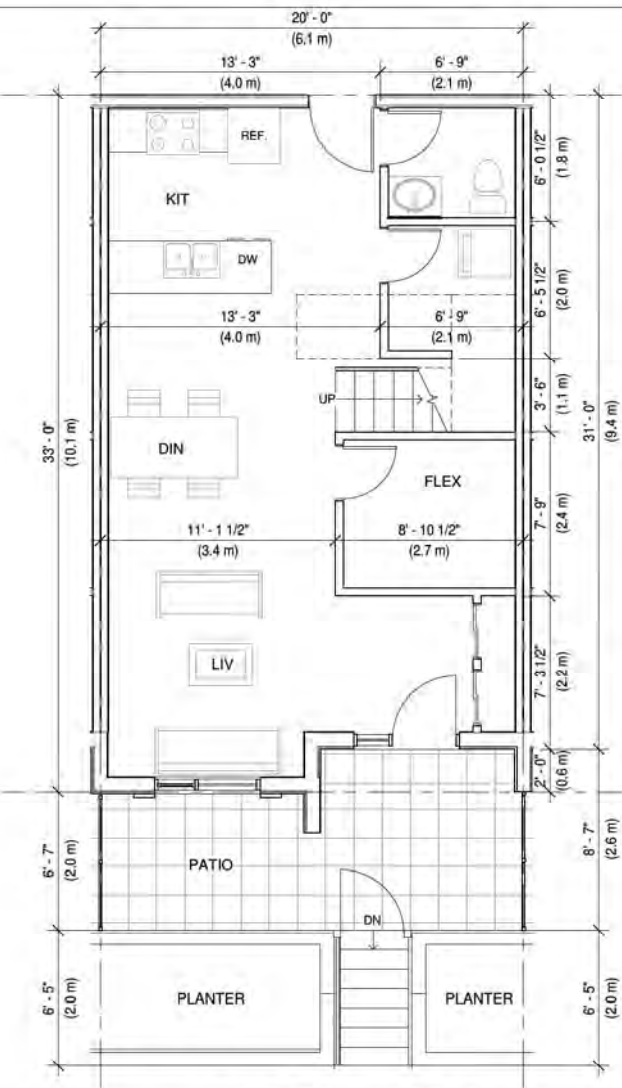 20' - 0"
(6.1 m)
13' - 3"
(4.0 m)
6' - 9"
(2.1 m)
REF.
6' - 0 1/2"
(1.8 m)
KIT
DW
6' - 5 1/2"
(2.0 m)
13' - 3"
(4.0 m)
6' - 9"
(2.1 m)
UP
3' - 6"
(1.1 m)
33' - 0"
(10.1 m)
31' - 0"
(9.4 m)
DIN
FLEX
7' - 9"
(2.4 m)
11' - 1 1/2"
(3.4 m)
8' - 10 1/2"
(2.7 m)
LIV
7' - 3 1/2"
(2.2 m)
2' - 0"
(0.6 m)
6' - 7"
(2.0 m)
PATIO
8' - 7"
(2.6 m)
DN
6' - 5"
(2.0 m)
PLANTER
PLANTER
6' - 5"
(2.0 m)